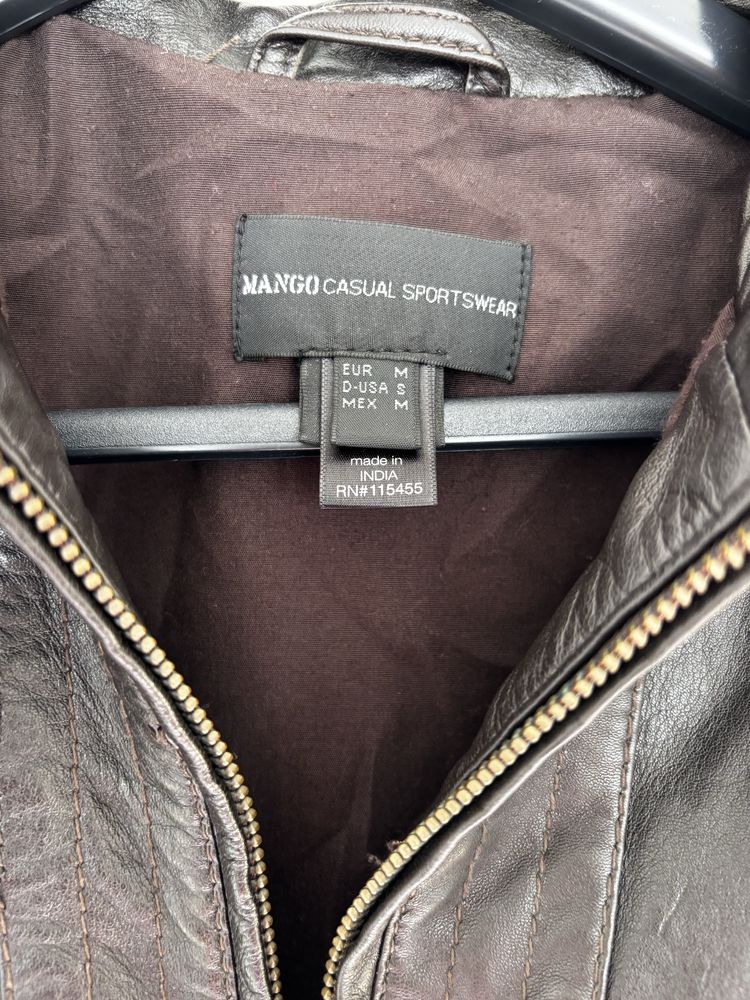 MANGO CASUAL SPORTSWEAR
EUR M
D-USA S
MEX M
made in
INDIA
RN#115455